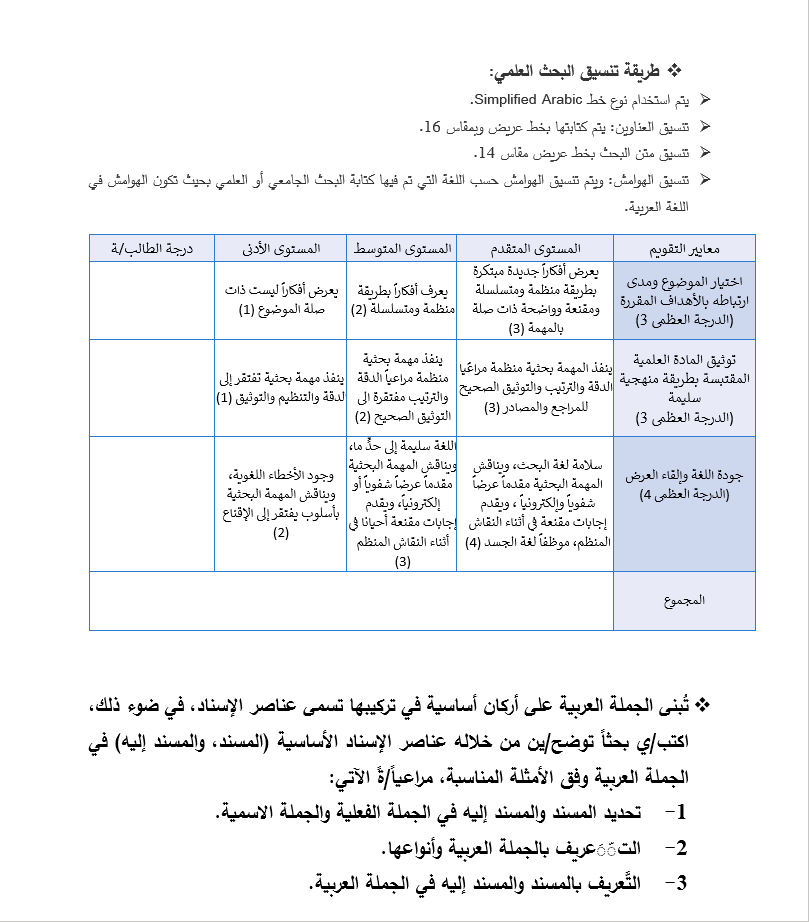 ❖ طريقة تنسيق البحث العلمي:
➢ يتم استخدام نوع خط Simplified Arabic.
➢ تنسيق العناوين: يتم كتابتها بخط عريض وبمقاس 16.
➢ تنسيق متن البحث بخط عريض مقاس 14.
➢ تنسيق الهوامش: ويتم تنسيق الهوامش حسب اللغة التي تم فيها كتابة البحث الجامعي أو العلمي بحيث تكون الهوامش في
اللغة العربية.
معايير التقويم
المستوى المتقدم
المستوى المتوسط
المستوى الأدنى
درجة الطالب/ة
اختيار الموضوع ومدى
ارتباطه بالأهداف المقررة
(الدرجة العظمى 3)
يعرض أفكاراً جديدة مبتكرة
بطريقة منظمة ومتسلسلة
ومقنعة وواضحة ذات صلة
بالمهمة (3)
يعرف أفكاراً بطريقة
منظمة ومتسلسلة (2)
يعرض أفكاراً ليست ذات
صلة الموضوع (1)
توثيق المادة العلمية
المقتبسة بطريقة منهجية
سليمة
(الدرجة العظمى 3)
ينفذ المهمة بحثية منظمة مراعًيا
الدقة والترتيب والتوثيق الصحيح
للمراجع والمصادر (3)
ينفذ مهمة بحثية
منظمة مراعياً الدقة
والترتيب مفتقرة الى
التوثيق الصحيح (2)
ينفذ مهمة بحثية تفتقر إلى
الدقة والتنظيم والتوثيق (1)
جودة اللغة وإلقاء العرض
(الدرجة العظمى 4)
سلامة لغة البحث، ويناقش
المهمة البحثية مقدماً عرضاً
شفوياً وإلكترونياً ، ويقدم
إجابات مقنعة في أثناء النقاش
المنظم، موظفاً لغة الجسد (4)
اللغة سليمة إلى حدٍّ ما،
ويناقش المهمة البحثية
مقدماً عرضاً شفوياً أو
إلكترونياً، ويقدم
إجابات مقنعة أحيانا في
أثناء النقاش المنظم
(3)
وجود الأخطاء اللغوية،
ويناقش المهمة البحثية
بأسلوب يفتقر إلى الإقناع
(2)
المجموع
❖ تُبنى الجملة العربية على أركان أساسية في تركيبها تسمى عناصر الإسناد، في ضوء ذلك،
اكتب/ي بحثاً توضح/ين من خلاله عناصر الإسناد الأساسية (المسند، والمسند إليه) في
الجملة العربية وفق الأمثلة المناسبة، مراعياً/ةً الآتي:
1- تحديد المسند والمسند إليه في الجملة الفعلية والجملة الاسمية.
2- التّ َعريف بالجملة العربية وأنواعها.
3- التَّعريف بالمسند والمسند إليه في الجملة العربية.